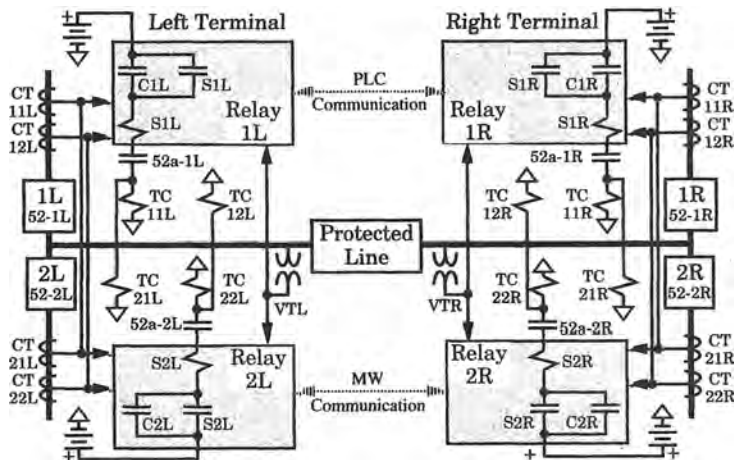 Left Terminal
Right Terminal
+
+
C1L
S1L
PLC
Communication
S1R
C1R
CT
11L
CT
11R
Relay
1L
S1L
Relay
1R
S1R
CT
12L
CT
12R
52a-1L
52a-1R
1L
52-1L
TC
11L
TC
12L
TC
12R
TC
11R
1R
52-1R
Protected
Line
2L
52-2L
TC
21L
TC
22L
VTL
VTR
TC
22R
TC
21R
2R
52-2R
52a-2L
52a-2R
CT
21L
CT
21R
S2L
Relay
2L
Relay
2R
S2R
CT
22L
CT
22R
MW
Communication
C2L
S2L
S2R
C2R
+
+
+